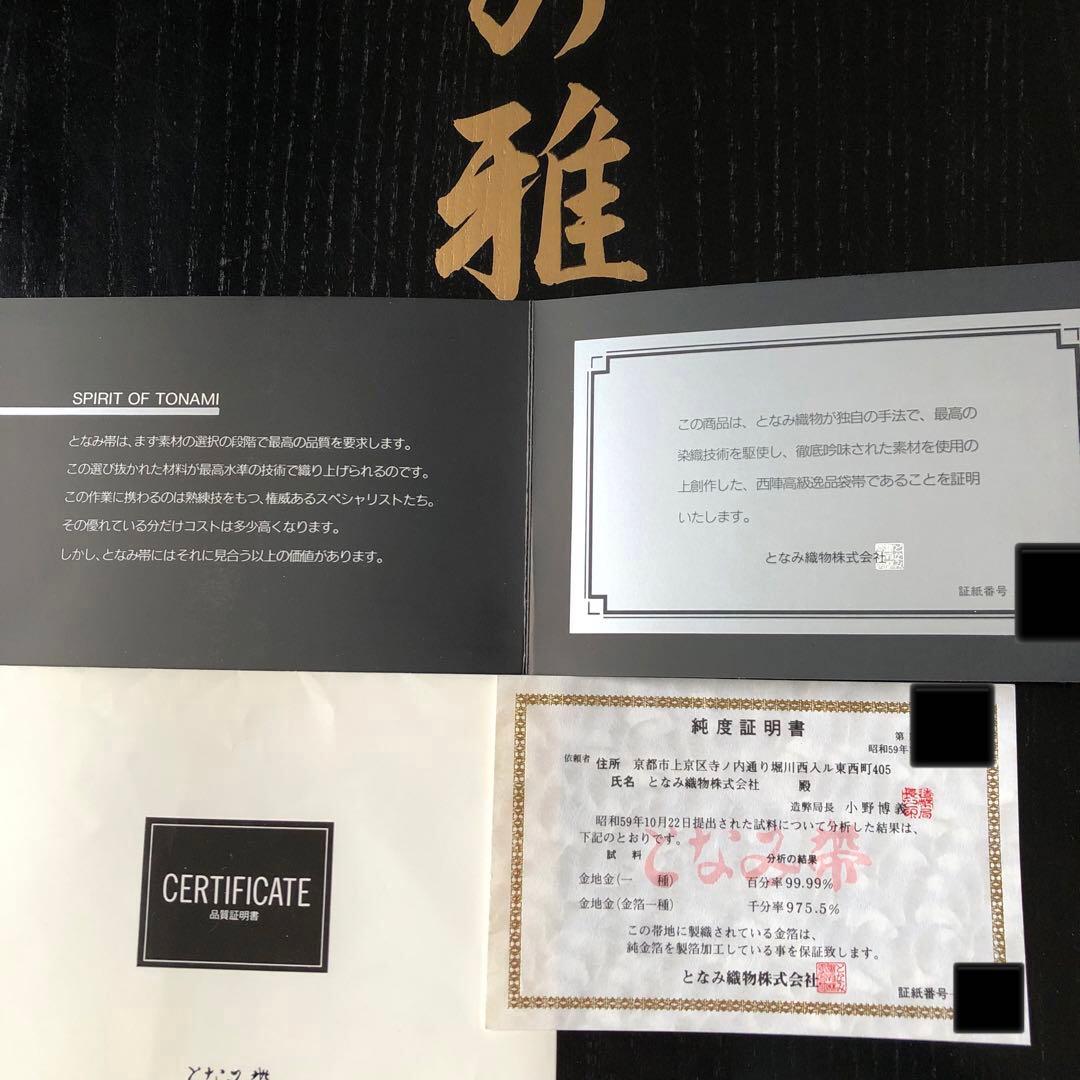 の
雅
SPIRIT OF TONAMI
となみ帯は、まず素材の選択の段階で最高の品質を要求します。
この選び抜かれた材料が最高水準の技術で織り上げられるのです。
この作業に携わるのは熟練技をもつ、権威あるスペシャリストたち。
その優れている分だけコストは多少高くなります。
しかし、となみ帯にはそれに見合う以上の価値があります。
この商品は、となみ織物が独自の手法で、最高の
染織技術を駆使し、徹底吟味された素材を使用の
上創作した、西陣高級逸品袋帯であることを証明
いたします。
となみ織物株式会社
証紙番号
CERTIFICATE
品質証明書
となみ帯
純度証明書
第
昭和59年
依頼者 住所 京都市上京区寺ノ内通り堀川西入ル東西町405
氏名 となみ織物株式会社 殿
造幣局長 小野博義
造幣局長之印
昭和59年10月22日提出された試料について分析した結果は、
下記のとおりです。
となみ帯
試料 分析の結果
金地金(一 種) 百分率99.99%
金地金(金箔一種) 千分率975.5%
この帯地に製織されている金箔は、
純金箔を製箔加工している事を保証致します。
となみ織物株式会社
証紙番号